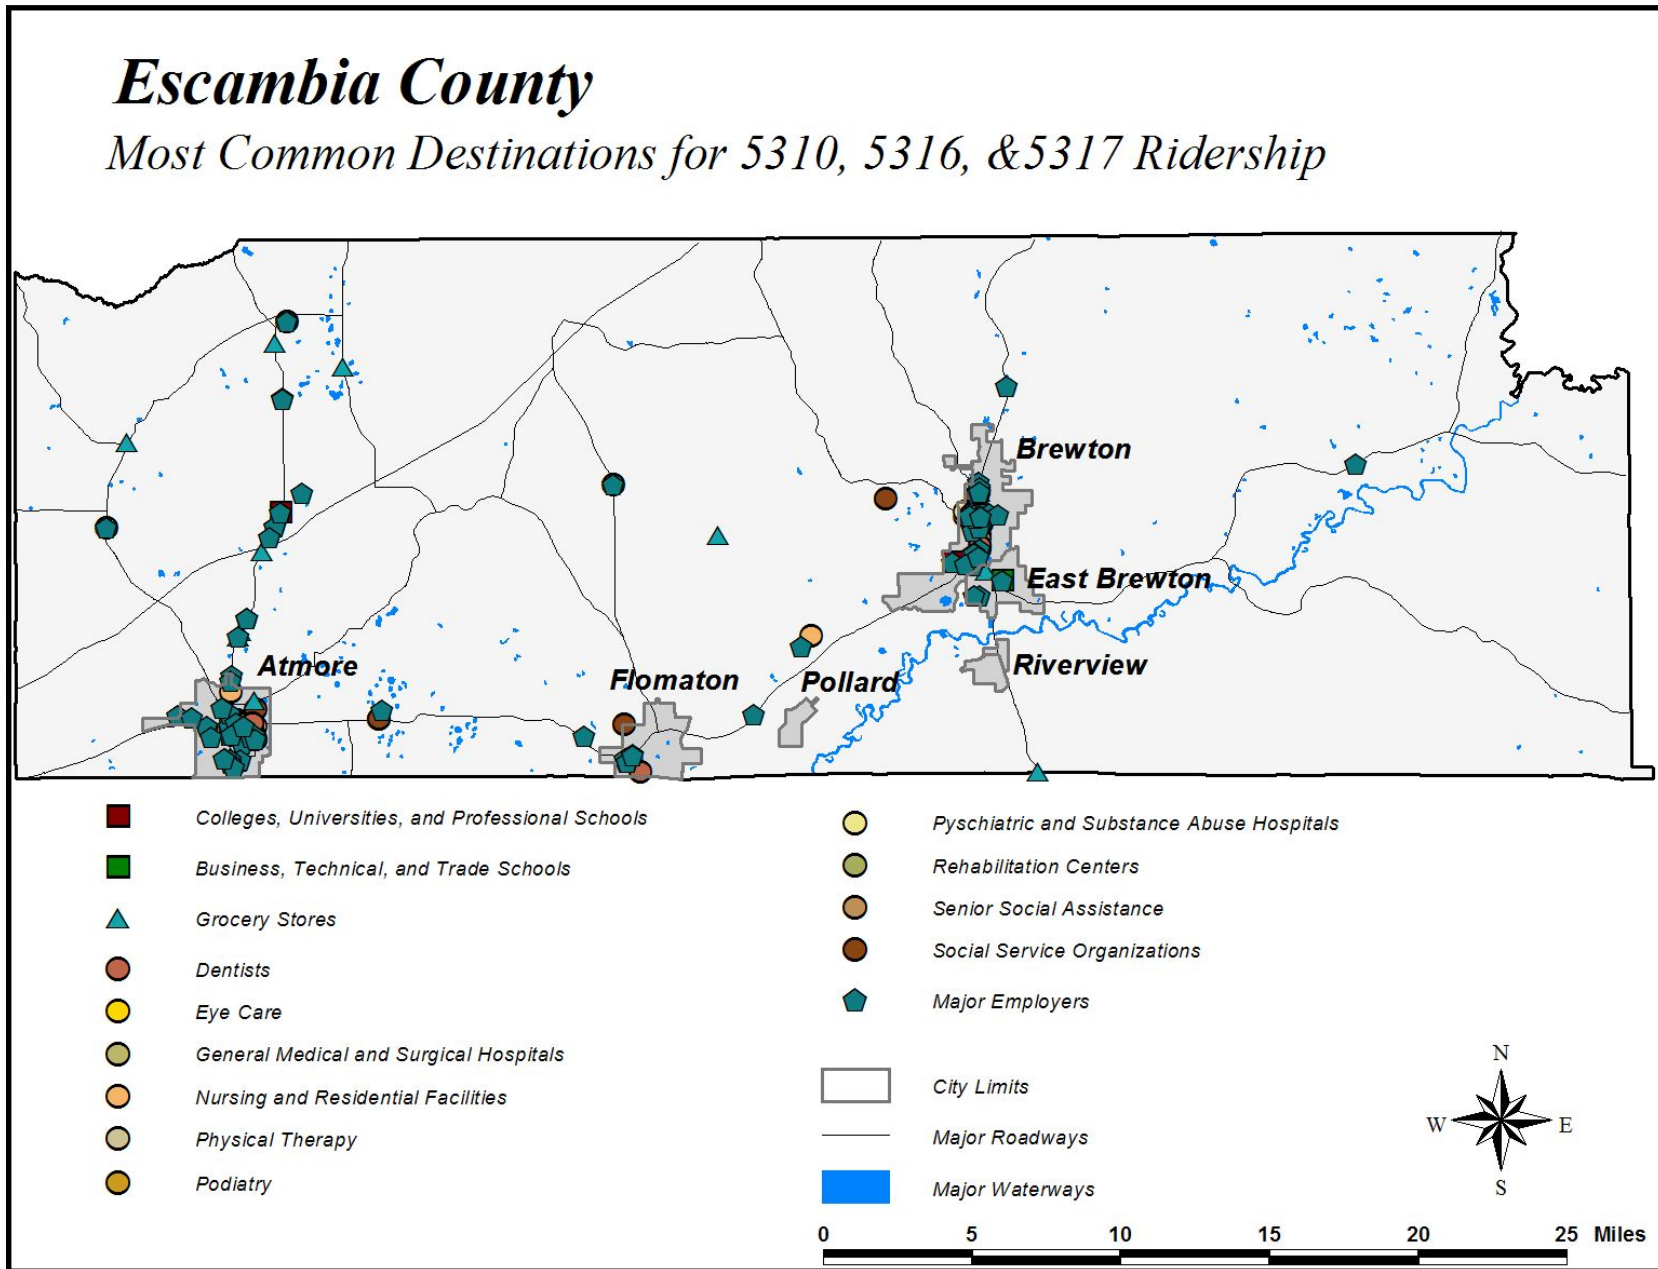 Escambia County
Most Common Destinations for 5310, 5316, &5317 Ridership
Brewton
East Brewton
Atmore
Flomaton
Pollard
Riverview
Colleges, Universities, and Professional Schools
Business, Technical, and Trade Schools
Grocery Stores
Dentists
Eye Care
General Medical and Surgical Hospitals
Nursing and Residential Facilities
Physical Therapy
Podiatry
Pyschiatric and Substance Abuse Hospitals
Rehabilitation Centers
Senior Social Assistance
Social Service Organizations
Major Employers
City Limits
Major Roadways
Major Waterways
N
W E
S
0 5 10 15 20 25 Miles